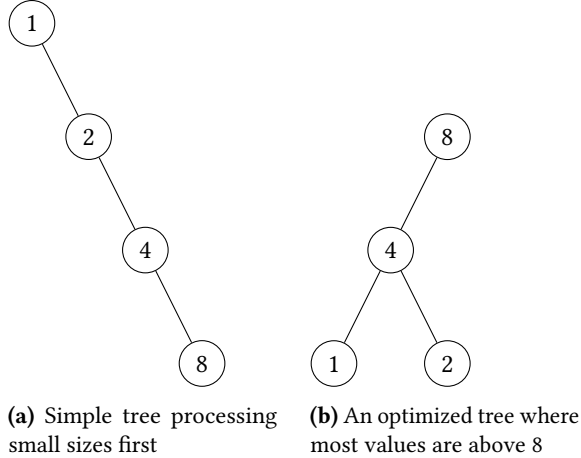 1
2
4
8
8
4
1
2
(a) Simple tree processing
small sizes first
(b) An optimized tree where
most values are above 8